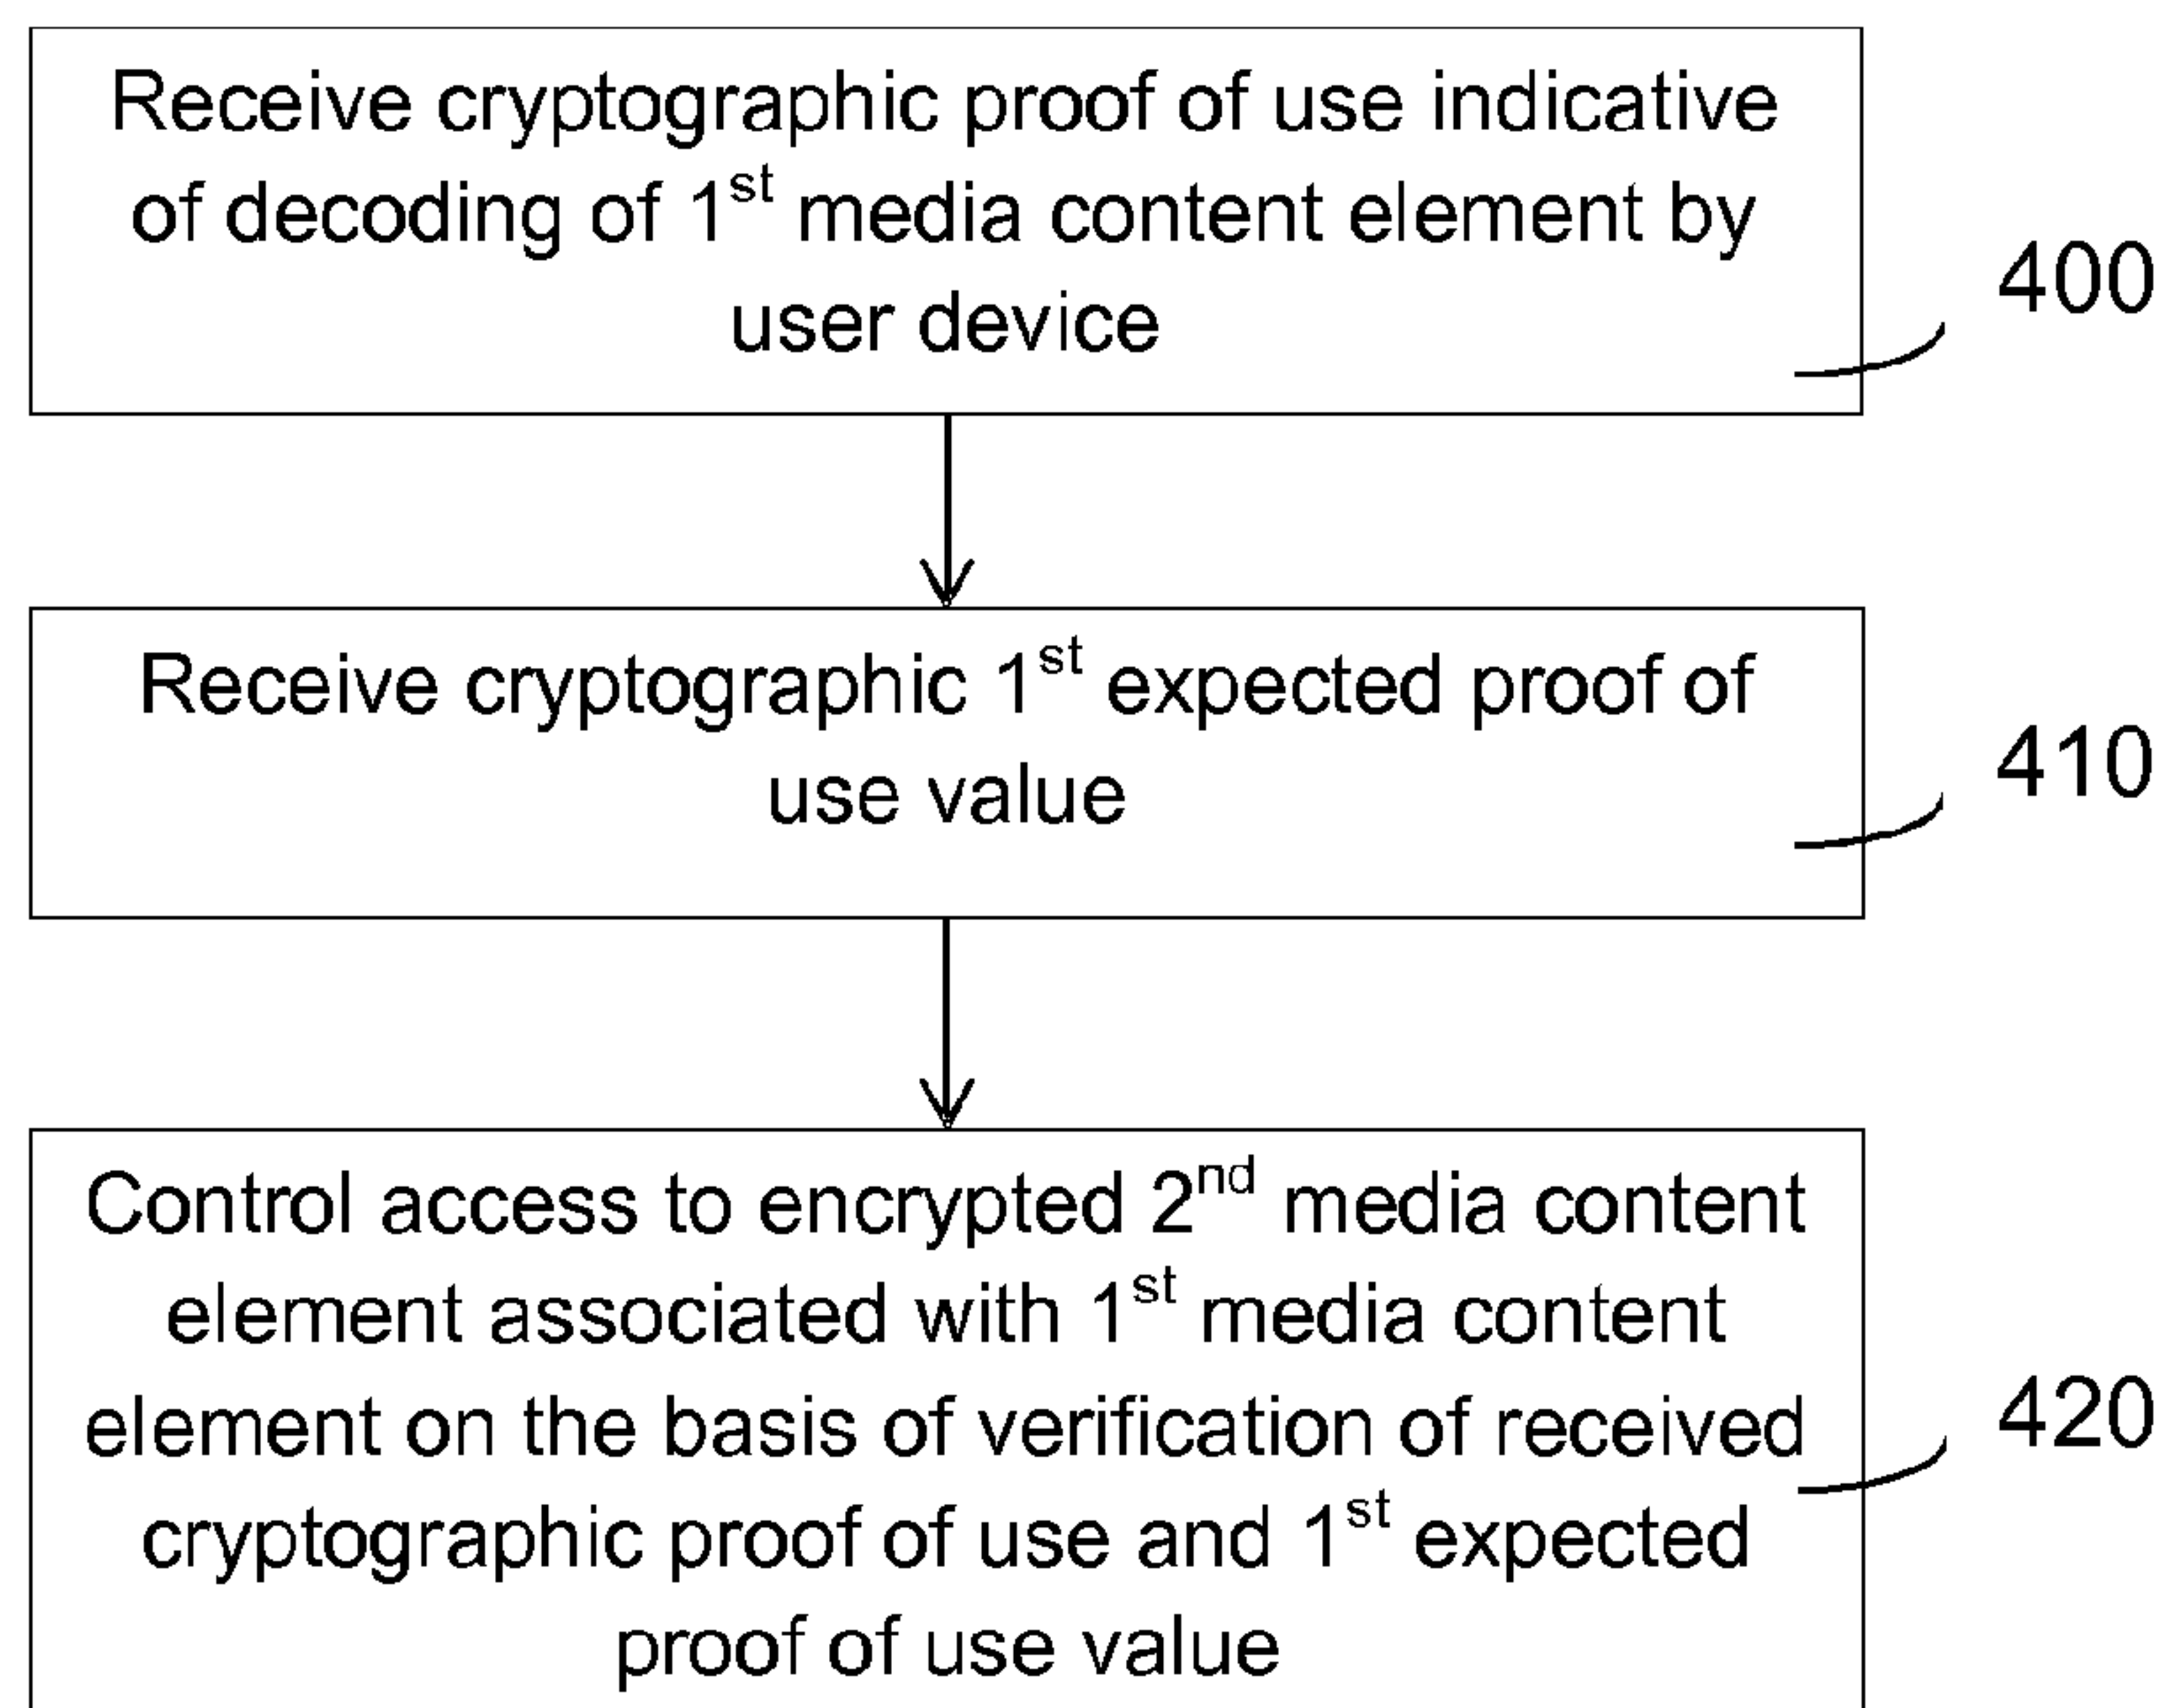 Receive cryptographic proof of use indicative
of decoding of 1st media content element by
user device
400
Receive cryptographic 1st expected proof of
use value
410
Control access to encrypted 2nd media content
element associated with 1st media content
element on the basis of verification of received
cryptographic proof of use and 1st expected
proof of use value
420